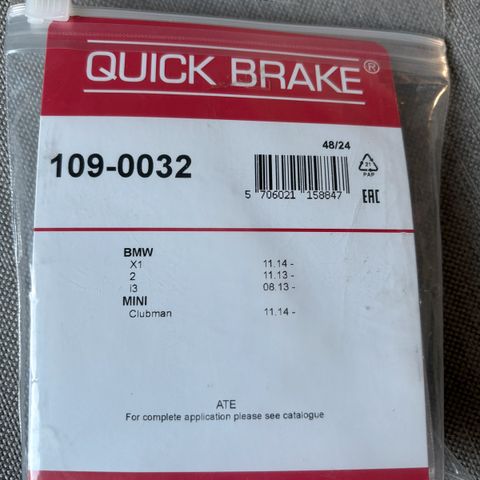 QUICK BRAKE®
48/24
109-0032
5 706021 158847
21
PAP
EAC
BMW
X1 11.14 -
2 11.13 -
I3 08.13 -
MINI
Clubman 11.14 -
ATE
For complete application please see catalogue